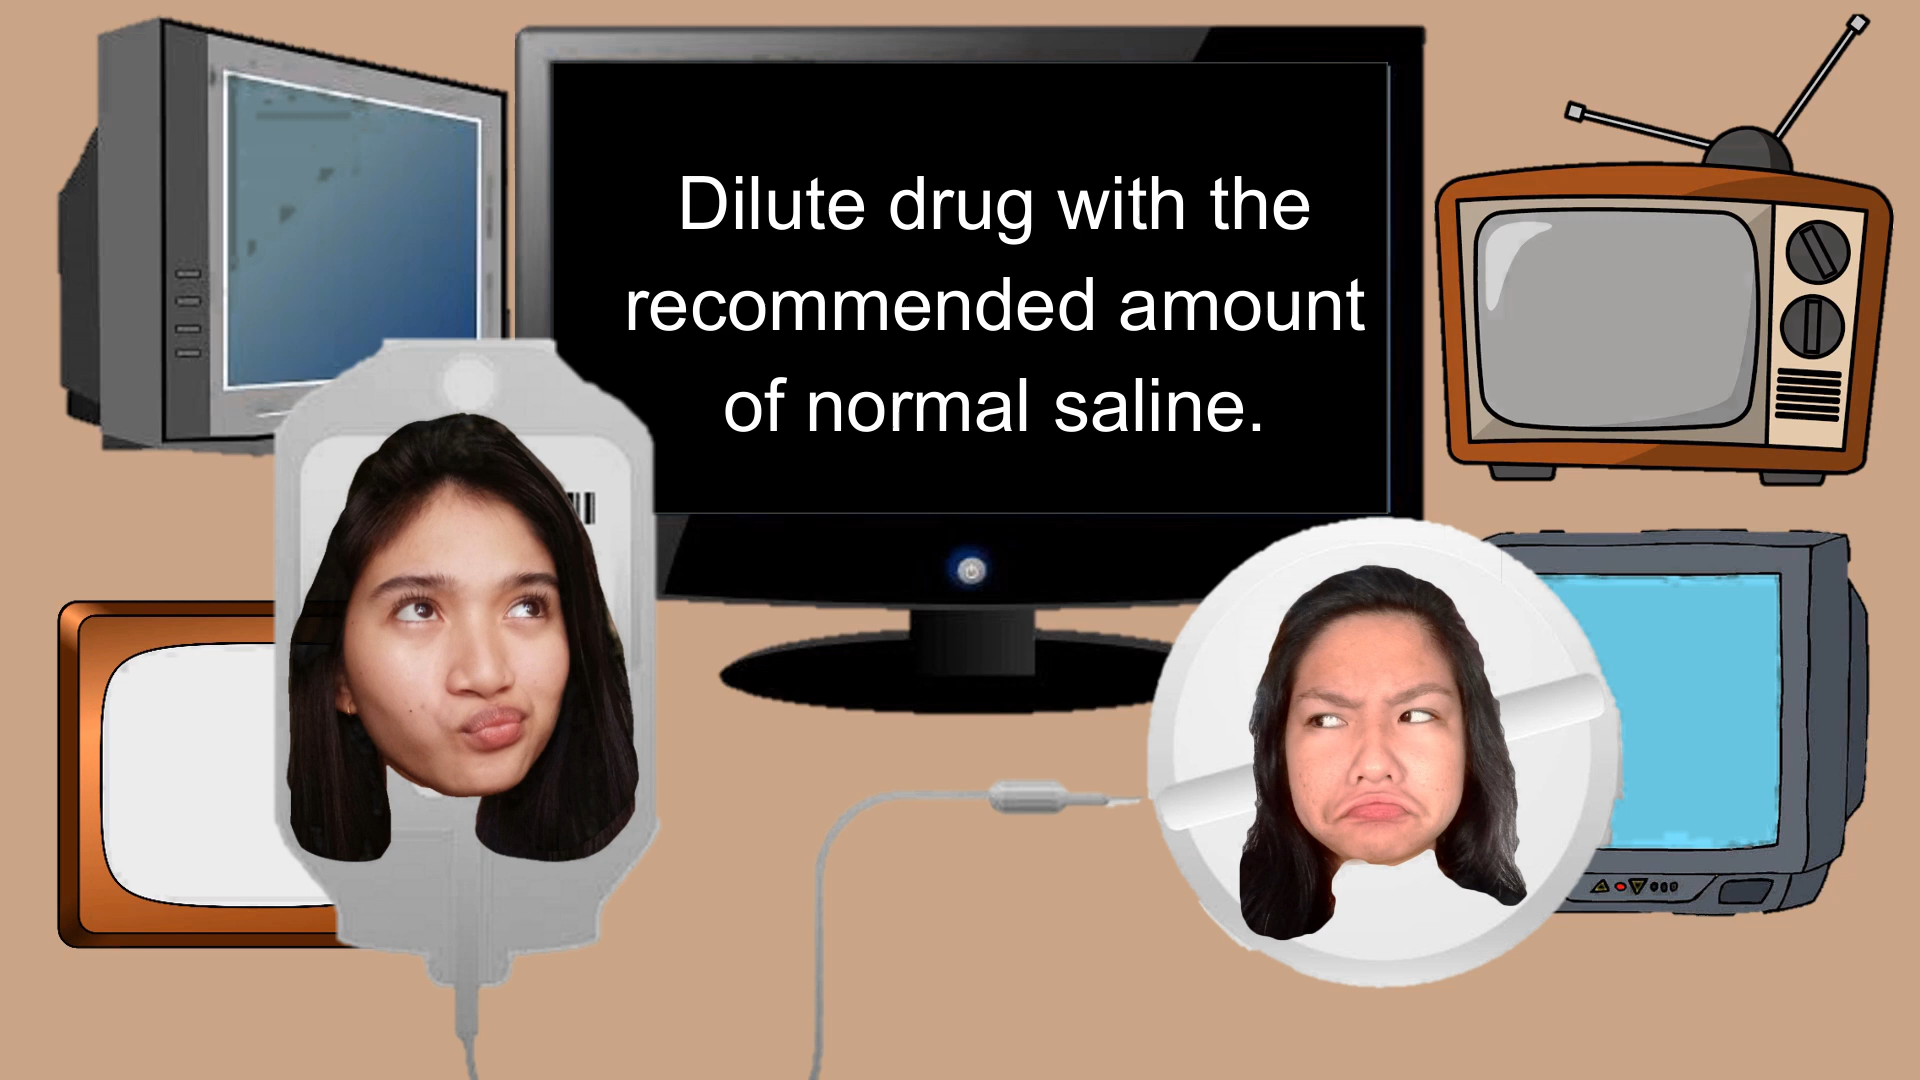 Dilute drug with the
recommended amount
of normal saline.